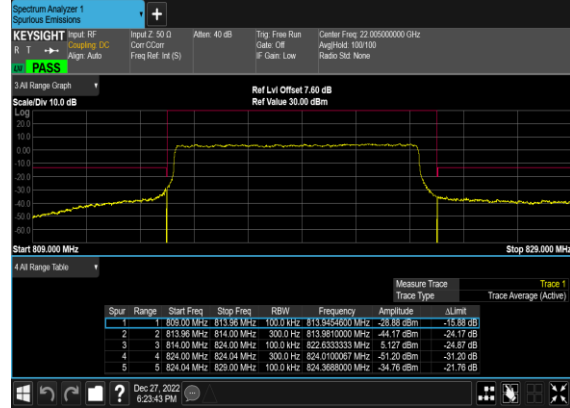 Spectrum Analyzer 1
Spurious Emissions
+
KEYSIGHT Input: RF Input Z: 50 Ω Atten: 40 dB Trig: Free Run Center Freq: 22.005000000 GHz
R T Coupling: DC Corr CCorr Gate: Off Avg|Hold: 100/100
Align: Auto Freq Ref: Int (S) IF Gain: Low Radio Std: None
PASS
3 All Range Graph Ref Lvl Offset 7.60 dB
Scale/Div 10.0 dB Ref Value 30.00 dBm
Log
20.0
10.0
0.00
-10.0
-20.0
-30.0
-40.0
-50.0
-60.0
Start 809.000 MHz Stop 829.000 MHz
4 All Range Table
Measure Trace Trace 1
Trace Type Trace Average (Active)
Spur Range Start Freq Stop Freq RBW Frequency Amplitude ΔLimit
1 1 809.00 MHz 813.96 MHz 100.0 kHz 813.9454600 MHz -28.88 dBm -15.88 dB
2 2 813.96 MHz 814.00 MHz 300.0 Hz 813.9810000 MHz -44.17 dBm -24.17 dB
3 3 814.00 MHz 824.00 MHz 100.0 kHz 822.6333333 MHz 5.127 dBm -24.87 dB
4 4 824.00 MHz 824.04 MHz 300.0 Hz 824.0100067 MHz -51.20 dBm -31.20 dB
5 5 824.04 MHz 829.00 MHz 100.0 kHz 824.3688000 MHz -34.76 dBm -21.76 dB
? Dec 27, 2022
6:23:43 PM